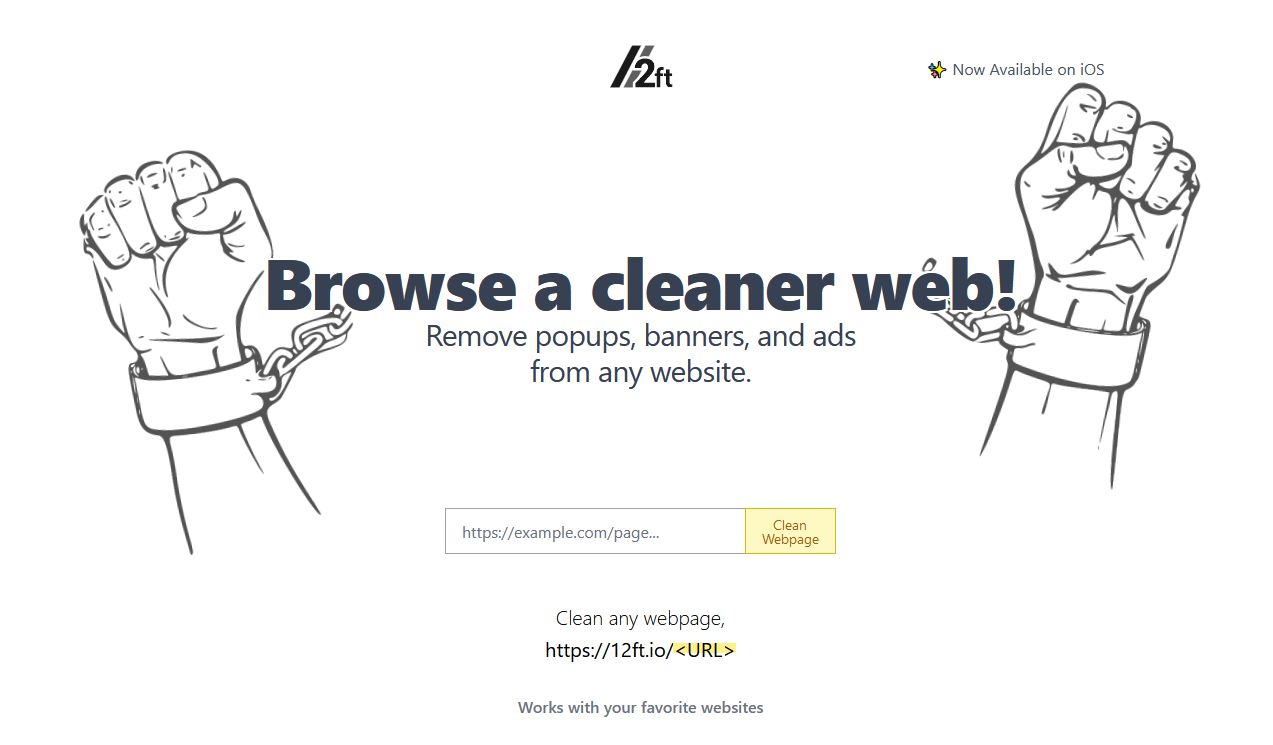 12ft
✨ Now Available on iOS
Browse a cleaner web!
Remove popups, banners, and ads
from any website.
https://example.com/page...
Clean
Webpage
Clean any webpage,
https://12ft.io/<URL>
Works with your favorite websites